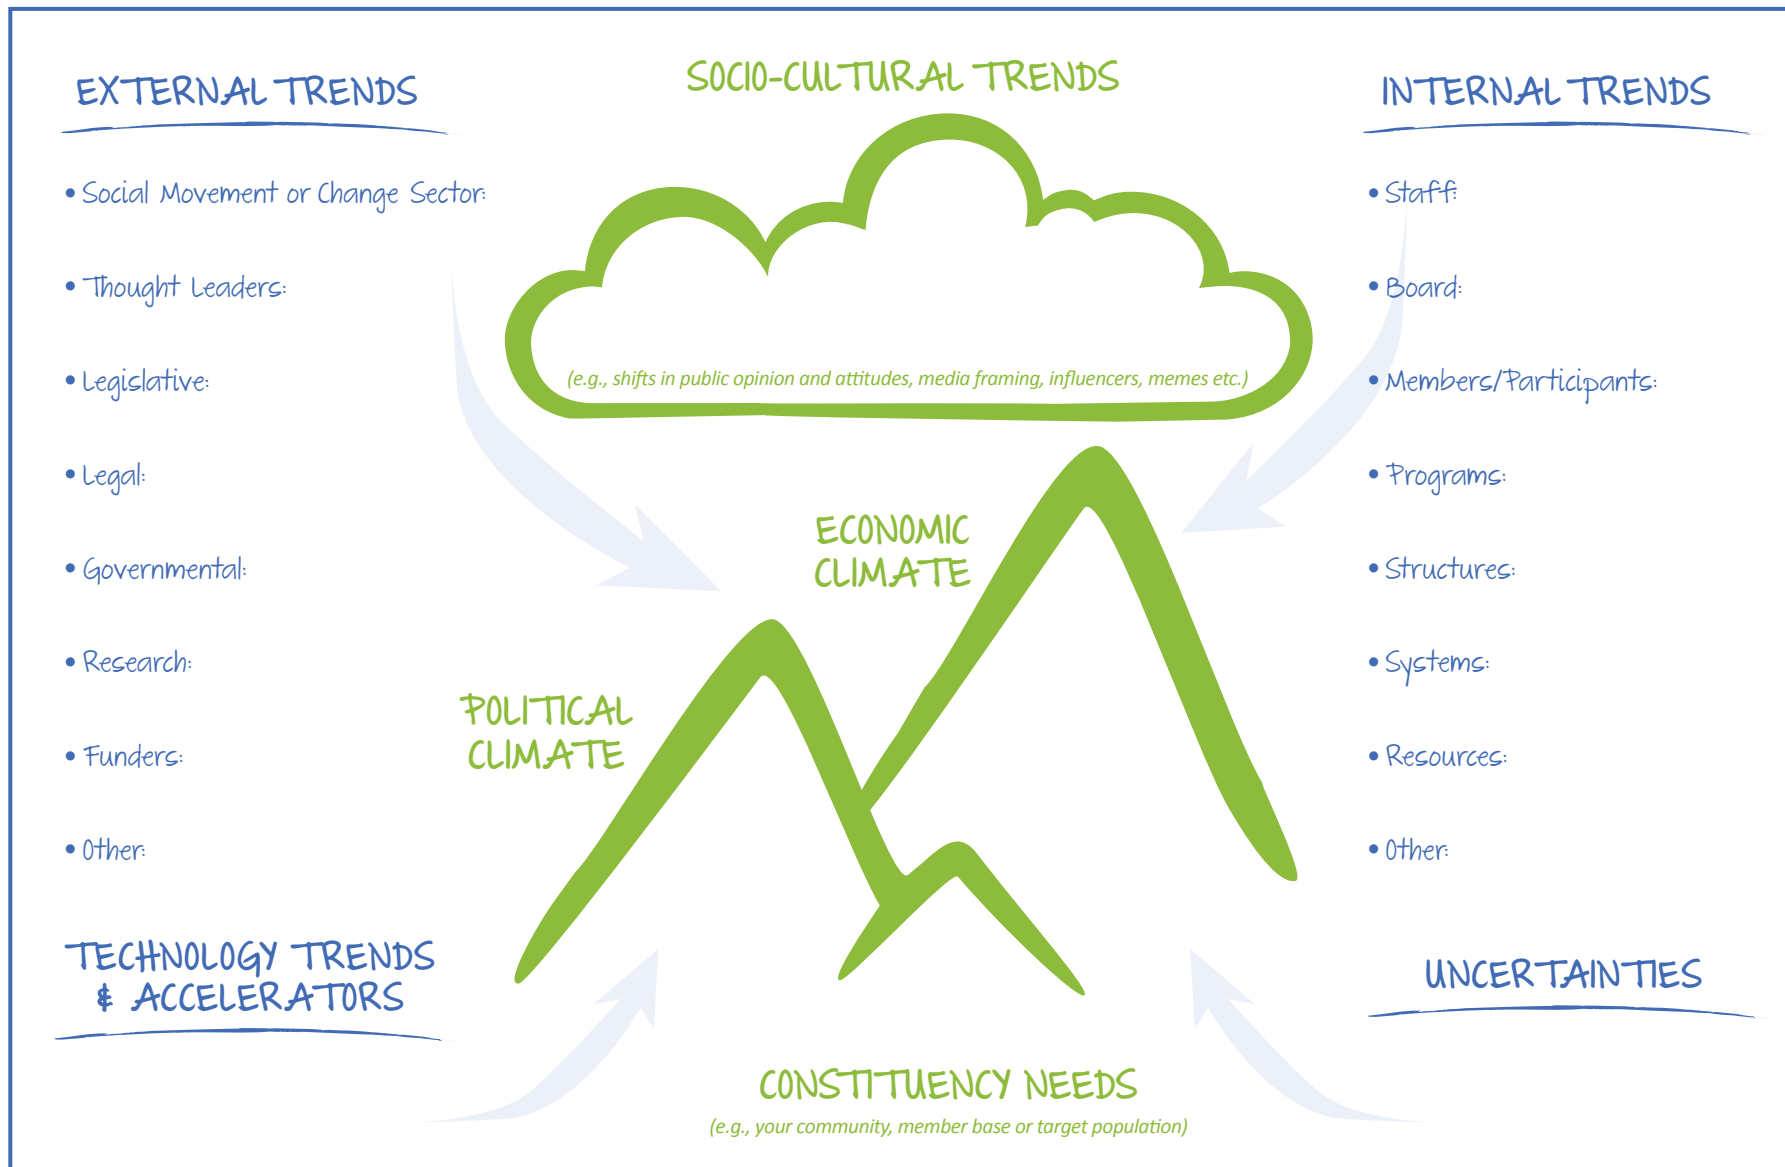 EXTERNAL TRENDS
• Social Movement or Change Sector:
• Thought Leaders:
• Legislative:
• Legal:
• Governmental:
• Research:
• Funders:
• Other:
TECHNOLOGY TRENDS
& ACCELERATORS
SOCIO-CULTURAL TRENDS
(e.g., shifts in public opinion and attitudes, media framing, influencers, memes etc.)
ECONOMIC
CLIMATE
POLITICAL
CLIMATE
CONSTITUENCY NEEDS
(e.g., your community, member base or target population)
INTERNAL TRENDS
• Staff:
• Board:
• Members/Participants:
• Programs:
• Structures:
• Systems:
• Resources:
• Other:
UNCERTAINTIES